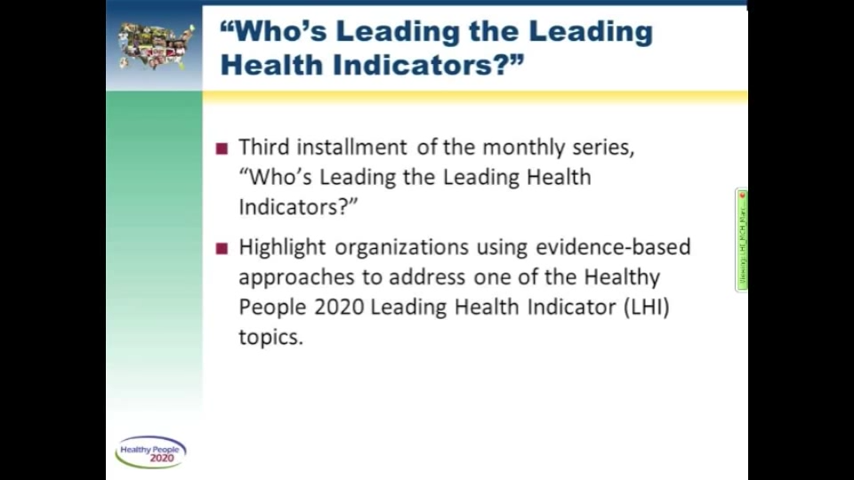 “Who’s Leading the Leading
Health Indicators?”
■ Third installment of the monthly series,
“Who’s Leading the Leading Health
Indicators?”
■ Highlight organizations using evidence-based
approaches to address one of the Healthy
People 2020 Leading Health Indicator (LHI)
topics.
Healthy People
2020